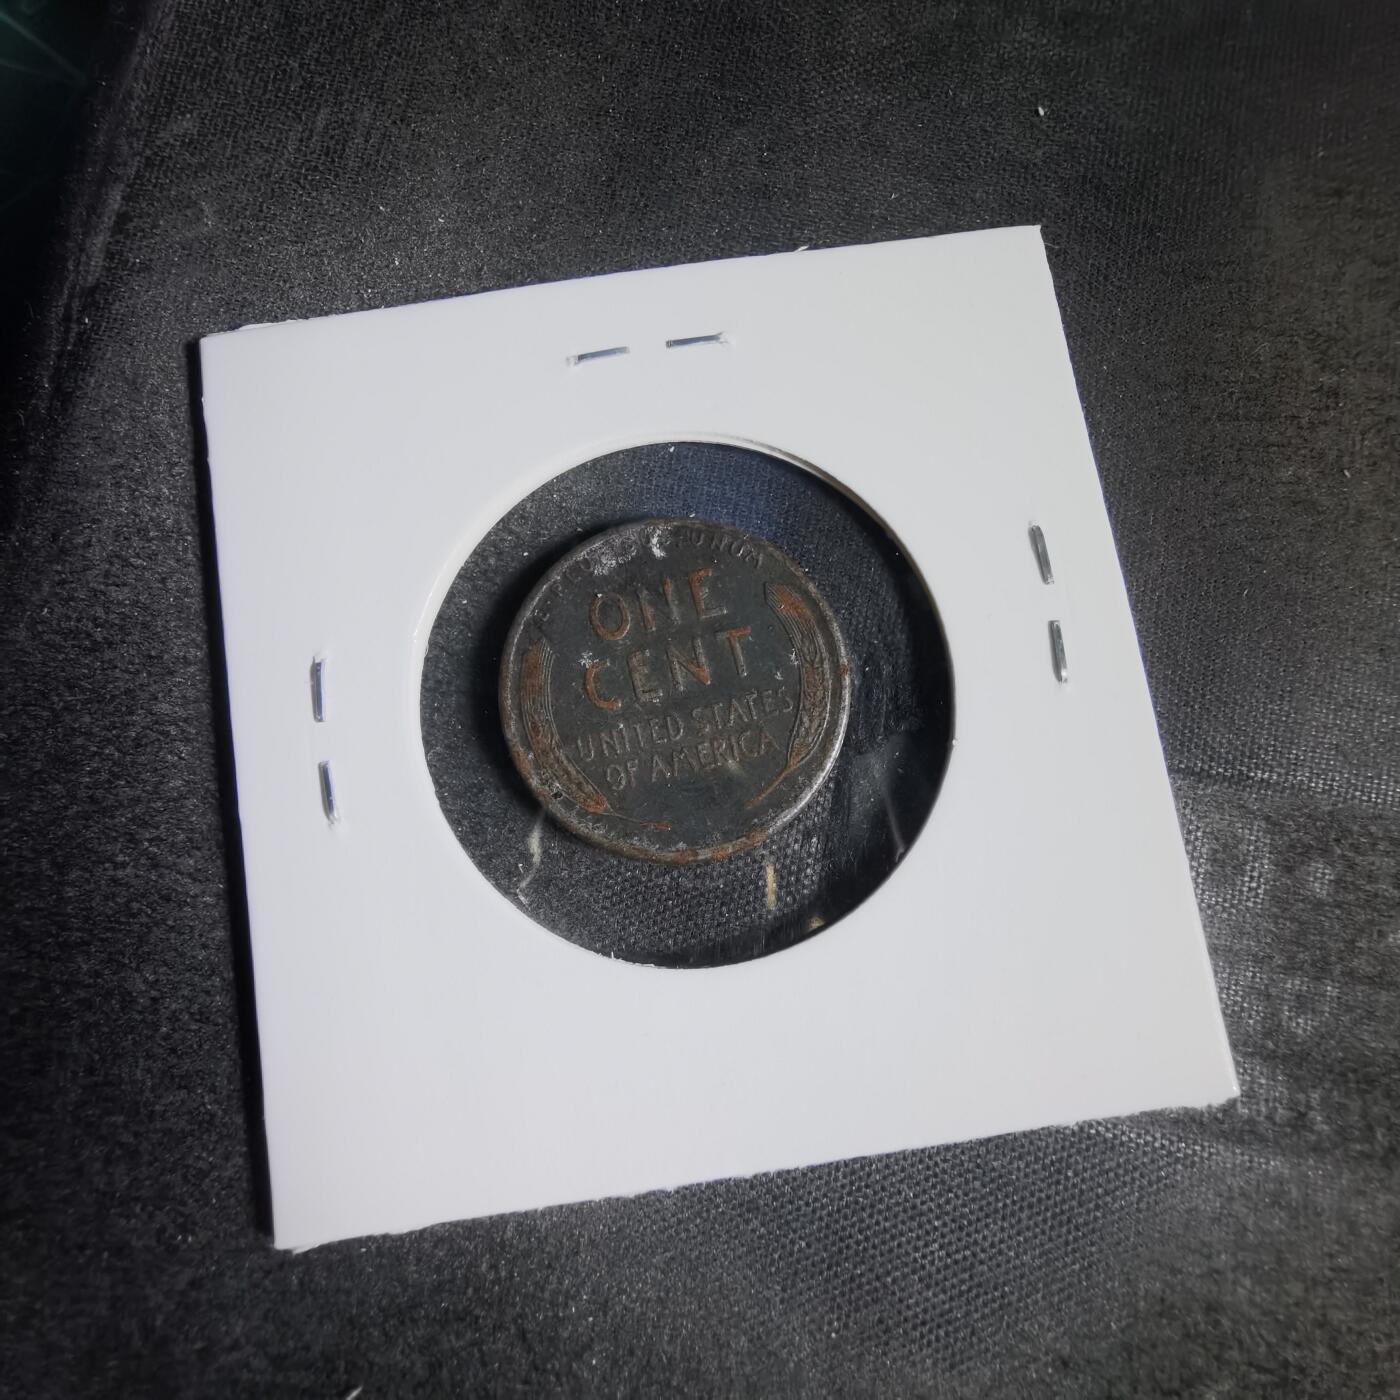 ONE
CENT
UNITED STATES
OF AMERICA